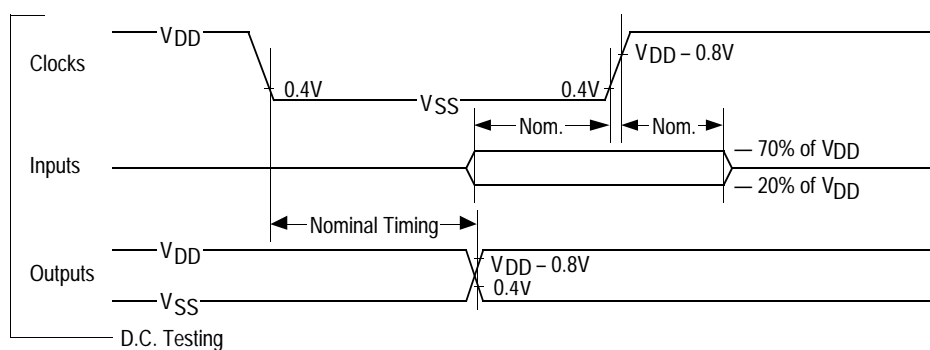 VDD
Clocks
VDD – 0.8V
0.4V
VSS
0.4V
Nom.
Nom.
Inputs
70% of VDD
20% of VDD
Nominal Timing
VDD
Outputs
VDD – 0.8V
0.4V
VSS
D.C. Testing